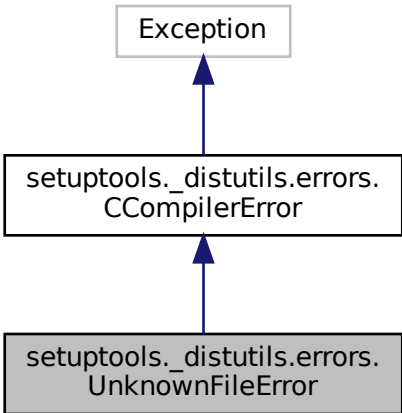 Exception
setuptools._distutils.errors.
CCompilerError
setuptools._distutils.errors.
UnknownFileError